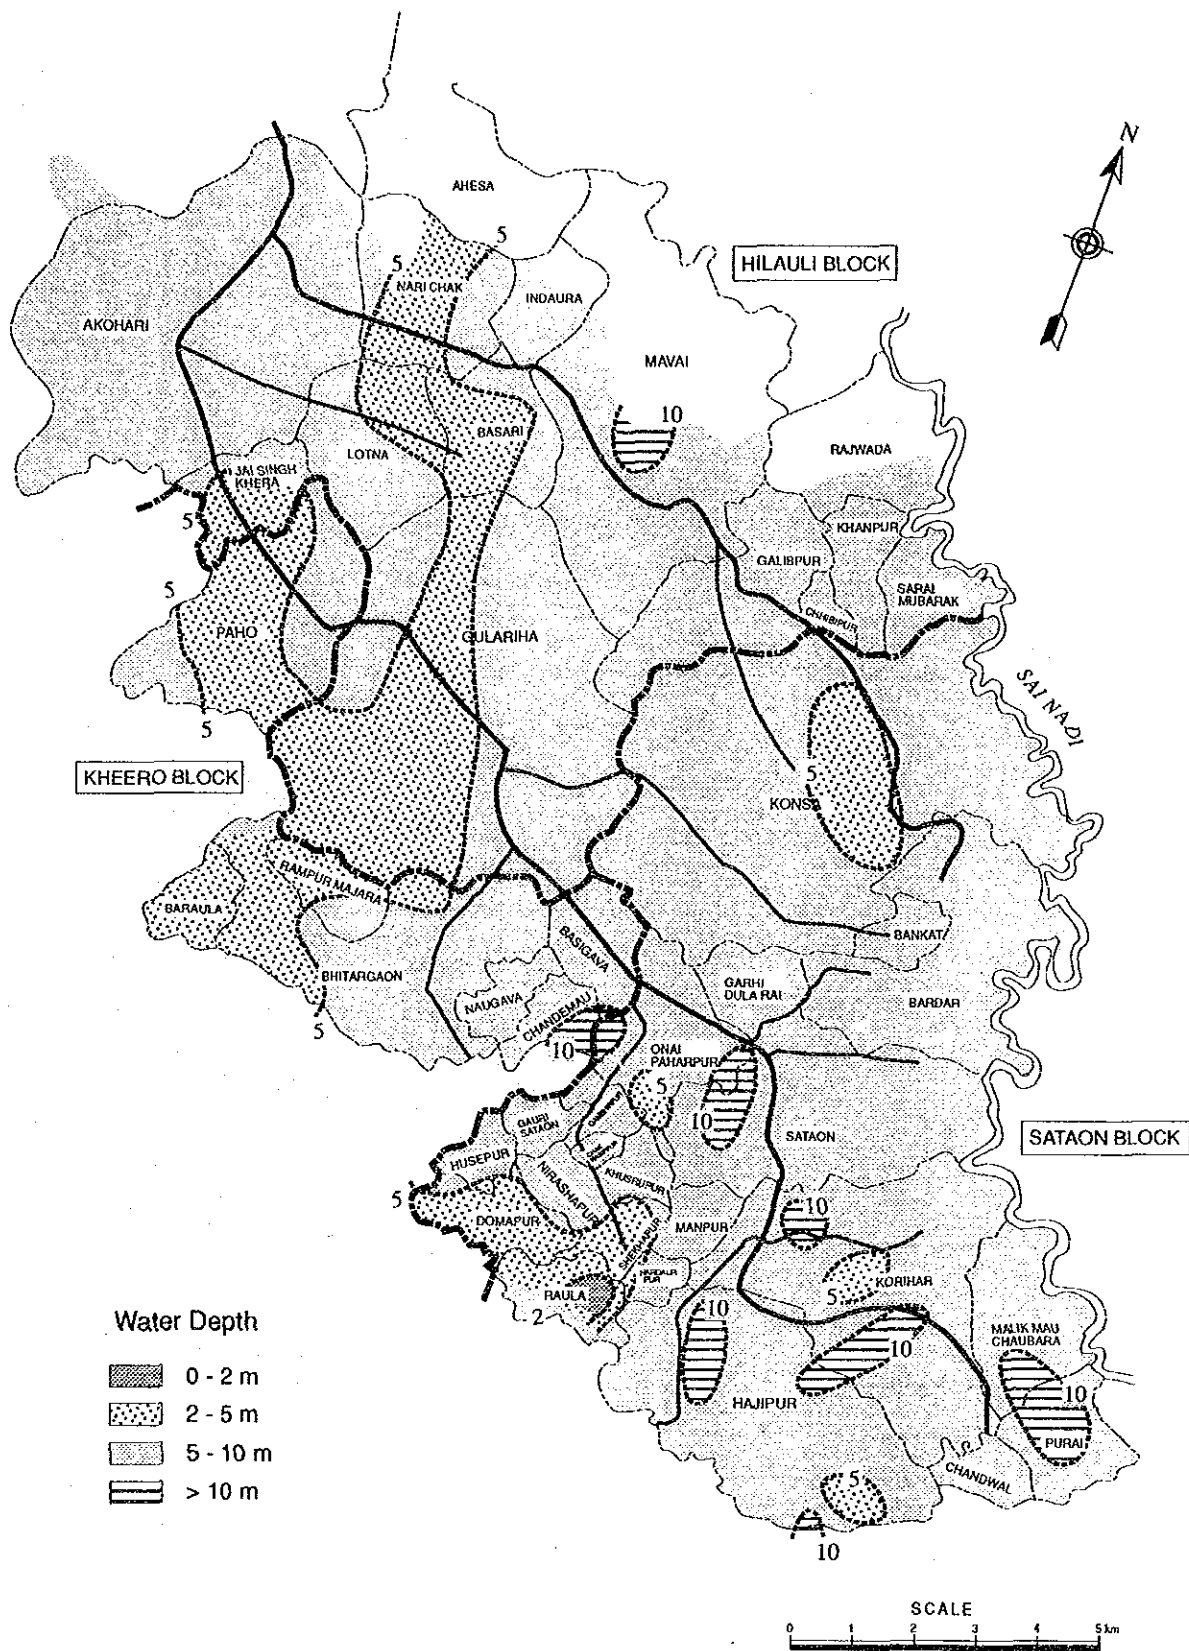 N
AHESA
HILAULI BLOCK
5
5
NARI CHAK
INDAURA
AKOHARI
MAVAI
10
BASARI
RAJWADA
LOTNA
JAI SINGH
KHERA
5
KHANPUR
GALIBPUR
SARAI
MUBARAK
5
CHHIBIPUR
PAHO
GULARIHA
SAI NADI
5
KHEERO BLOCK
5
KONSA
RAMPUR MAJARA
BARAULA
BANKAT
BASIGAVA
BHITARGAON
GARHI
DULA RAI
NAUGAVA
BARDAR
5
CHANDEMAU
10
ONAI
PAHARPUR
5
10
GAURI
SATAON
SATAON BLOCK
SATAON
HUSEPUR
NIRASHAPUR
KHUSRUPUR
5
10
DOMAPUR
MANPUR
SHEMARPUR
KORIHAR
RAULA
5
2
10
MALIK MAU
CHAUBARA
10
10
HAJIPUR
PURAI
CHANDWAL
5
10
Water Depth
0 - 2 m
2 - 5 m
5 - 10 m
> 10 m
SCALE
0 1 2 3 4 5 km